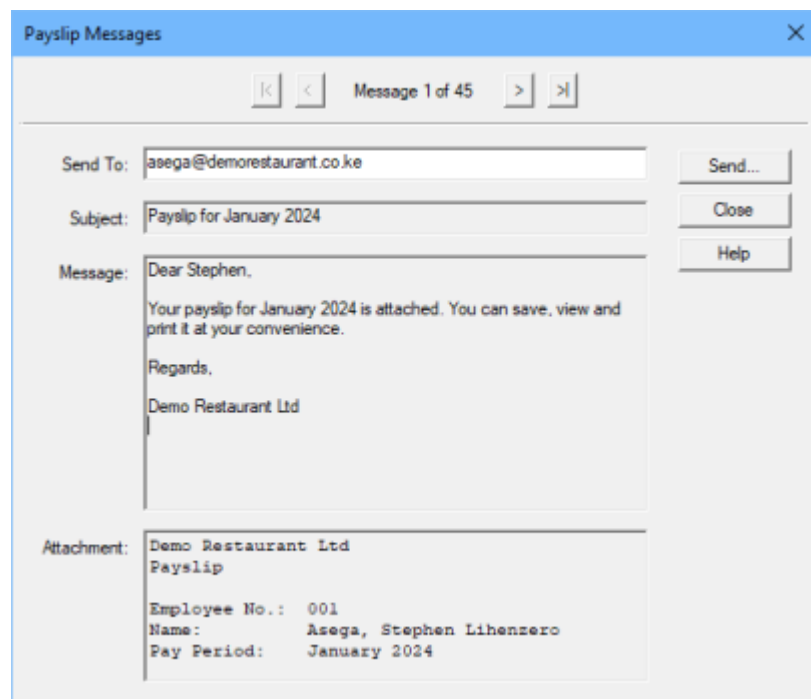 Payslip Messages
Message 1 of 45
Send To: asega@demorestaurant.co.ke
Send...
Subject: Payslip for January 2024
Close
Help
Message: Dear Stephen,
Your payslip for January 2024 is attached. You can save, view and
print it at your convenience.
Regards,
Demo Restaurant Ltd
Attachment: Demo Restaurant Ltd
Payslip
Employee No.: 001
Name: Asega, Stephen Lihenzero
Pay Period: January 2024